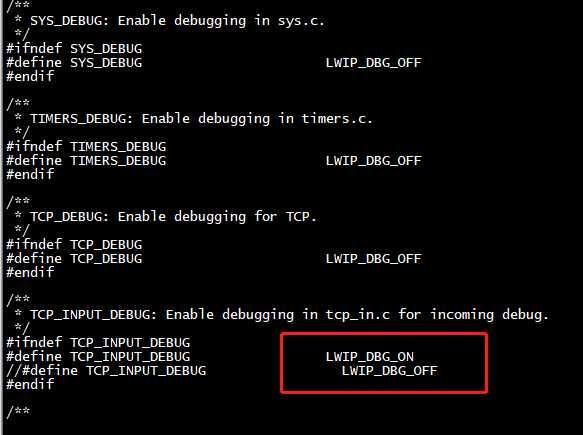 /**
 * SYS_DEBUG: Enable debugging in sys.c.
 */
#ifndef SYS_DEBUG
#define SYS_DEBUG                       LWIP_DBG_OFF
#endif

/**
 * TIMERS_DEBUG: Enable debugging in timers.c.
 */
#ifndef TIMERS_DEBUG
#define TIMERS_DEBUG                    LWIP_DBG_OFF
#endif

/**
 * TCP_DEBUG: Enable debugging for TCP.
 */
#ifndef TCP_DEBUG
#define TCP_DEBUG                       LWIP_DBG_OFF
#endif

/**
 * TCP_INPUT_DEBUG: Enable debugging in tcp_in.c for incoming debug.
 */
#ifndef TCP_INPUT_DEBUG
#define TCP_INPUT_DEBUG                 LWIP_DBG_ON
//#define TCP_INPUT_DEBUG                 LWIP_DBG_OFF
#endif

/**